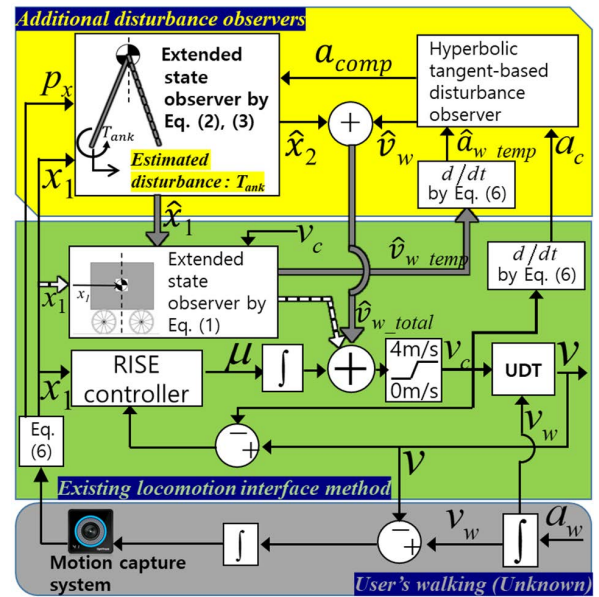 Additional disturbance observers
p_x
Extended
state
observer by
Eq. (2), (3)
T_ank
Estimated
disturbance : T_ank
x_1
a_comp
Hyperbolic
tangent-based
disturbance
observer
x̂_2
+
v̂_w
â_w_temp
a_c
d/dt
by Eq. (6)
x̂_1
v_c
v̂_w_temp
d/dt
by Eq. (6)
x_1
x_1
Extended
state
observer by
Eq. (1)
v̂_w_total
x_1
RISE
controller
μ
∫
+
4m/s
0m/s
v_c
UDT
v
v_w
Eq.
(6)
−
+
v
Existing locomotion interface method
Motion capture
system
∫
−
+
v_w
∫
a_w
User's walking (Unknown)